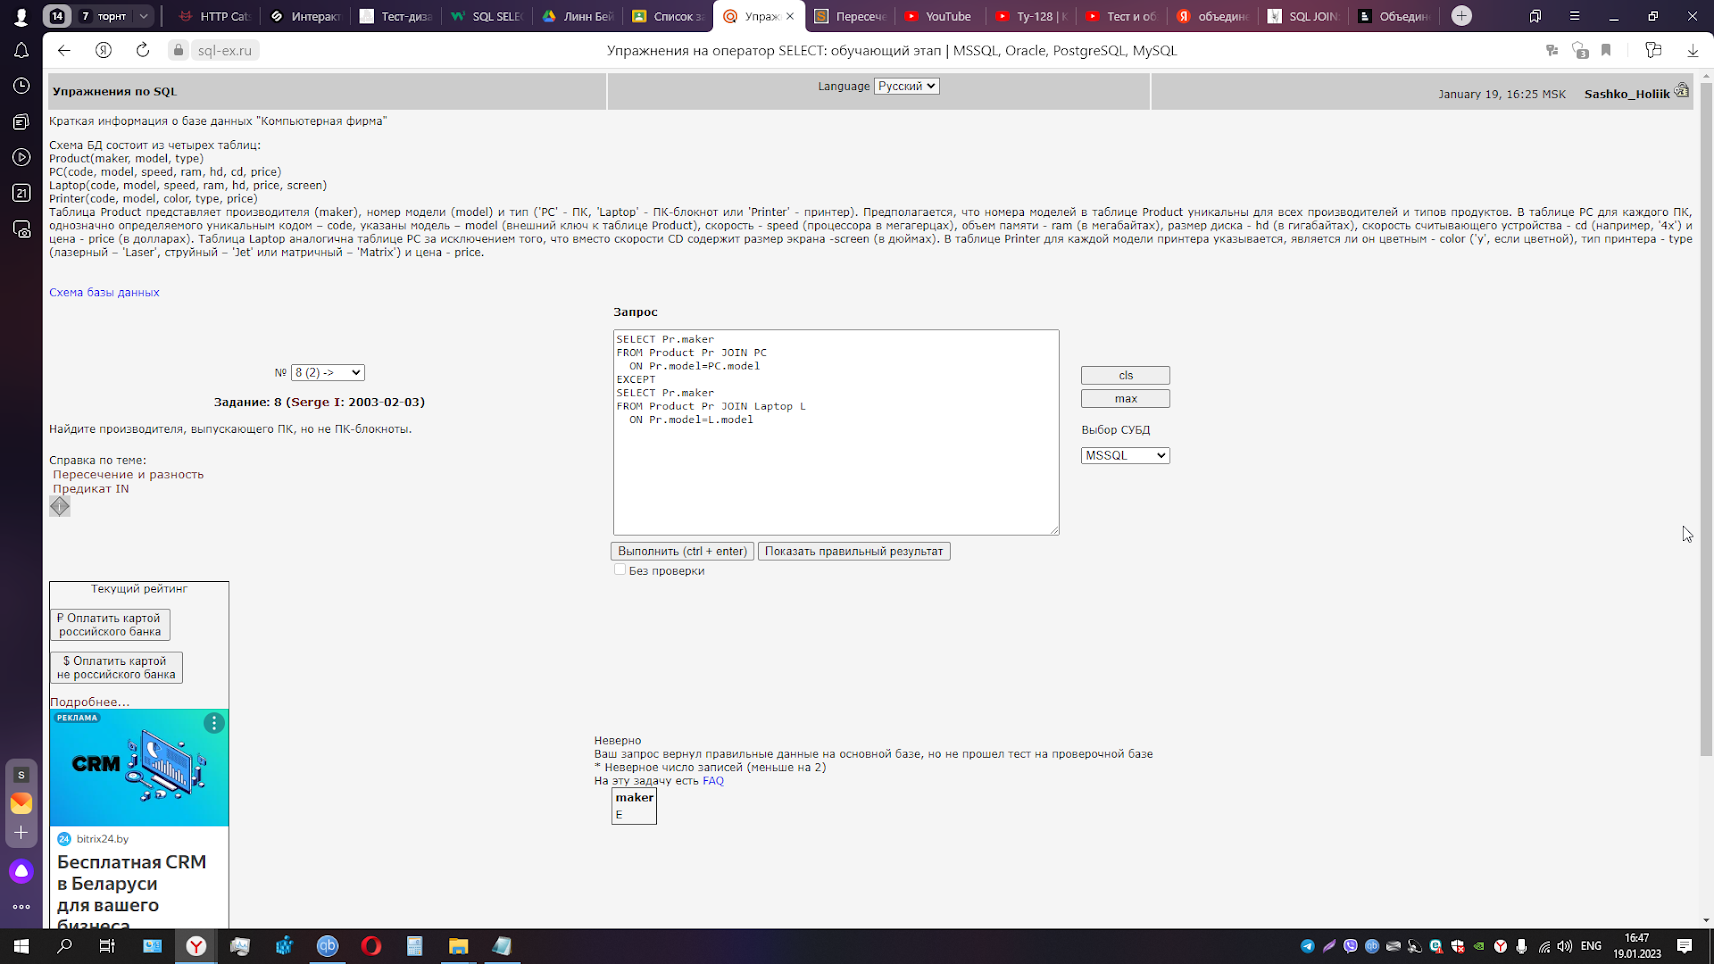 14
7 торнт
HTTP Cats
Интеракт
Тест-диза
SQL SELEC
Линн Бей
Список за
Упраж
Пересече
YouTube
Ту-128 | К
Тест и об
объедине
SQL JOIN:
Объедин
sql-ex.ru
Упражнения на оператор SELECT: обучающий этап | MSSQL, Oracle, PostgreSQL, MySQL
3
Упражнения по SQL
Language Русский
January 19, 16:25 MSK Sashko_Holiik
Краткая информация о базе данных "Компьютерная фирма"
Схема БД состоит из четырех таблиц:
Product(maker, model, type)
PC(code, model, speed, ram, hd, cd, price)
Laptop(code, model, speed, ram, hd, price, screen)
Printer(code, model, color, type, price)
Таблица Product представляет производителя (maker), номер модели (model) и тип ('PC' - ПК, 'Laptop' - ПК-блокнот или 'Printer' - принтер). Предполагается, что номера моделей в таблице Product уникальны для всех производителей и типов продуктов. В таблице PC для каждого ПК,
однозначно определяемого уникальным кодом – code, указаны модель – model (внешний ключ к таблице Product), скорость - speed (процессора в мегагерцах), объем памяти - ram (в мегабайтах), размер диска - hd (в гигабайтах), скорость считывающего устройства - cd (например, '4x') и
цена - price (в долларах). Таблица Laptop аналогична таблице РС за исключением того, что вместо скорости CD содержит размер экрана -screen (в дюймах). В таблице Printer для каждой модели принтера указывается, является ли он цветным - color ('y', если цветной), тип принтера - type
(лазерный – 'Laser', струйный – 'Jet' или матричный – 'Matrix') и цена - price.
Схема базы данных
Запрос
SELECT Pr.maker
FROM Product Pr JOIN PC
ON Pr.model=PC.model
EXCEPT
SELECT Pr.maker
FROM Product Pr JOIN Laptop L
ON Pr.model=L.model
№ 8 (2) ->
Задание: 8 (Serge I: 2003-02-03)
Найдите производителя, выпускающего ПК, но не ПК-блокноты.
Справка по теме:
Пересечение и разность
Предикат IN
cls
max
Выбор СУБД
MSSQL
Выполнить (ctrl + enter)
Показать правильный результат
Без проверки
Текущий рейтинг
₽ Оплатить картой
российского банка
$ Оплатить картой
не российского банка
Подробнее...
РЕКЛАМА
CRM
24 bitrix24.by
Бесплатная CRM
в Беларуси
для вашего
бизнеса
Неверно
Ваш запрос вернул правильные данные на основной базе, но не прошел тест на проверочной базе
* Неверное число записей (меньше на 2)
На эту задачу есть FAQ
maker
E
21
S
ENG
16:47
19.01.2023